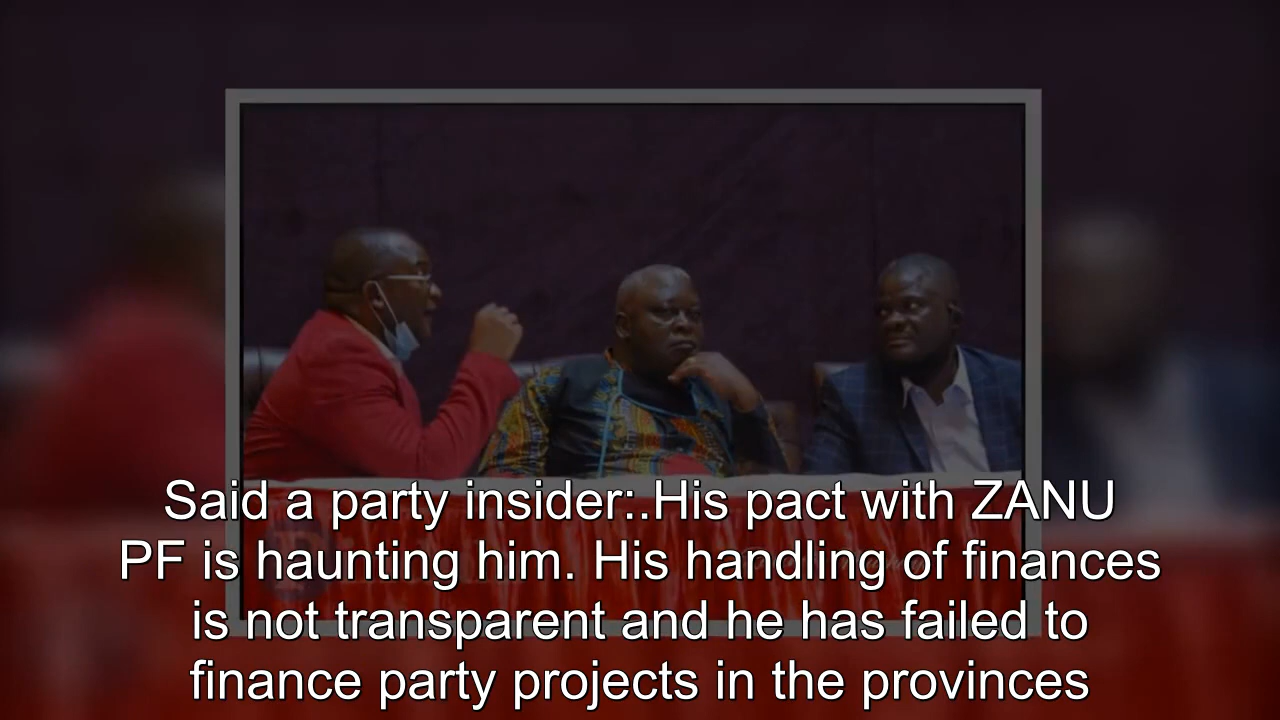 Said a party insider:.His pact with ZANU
PF is haunting him. His handling of finances
is not transparent and he has failed to
finance party projects in the provinces